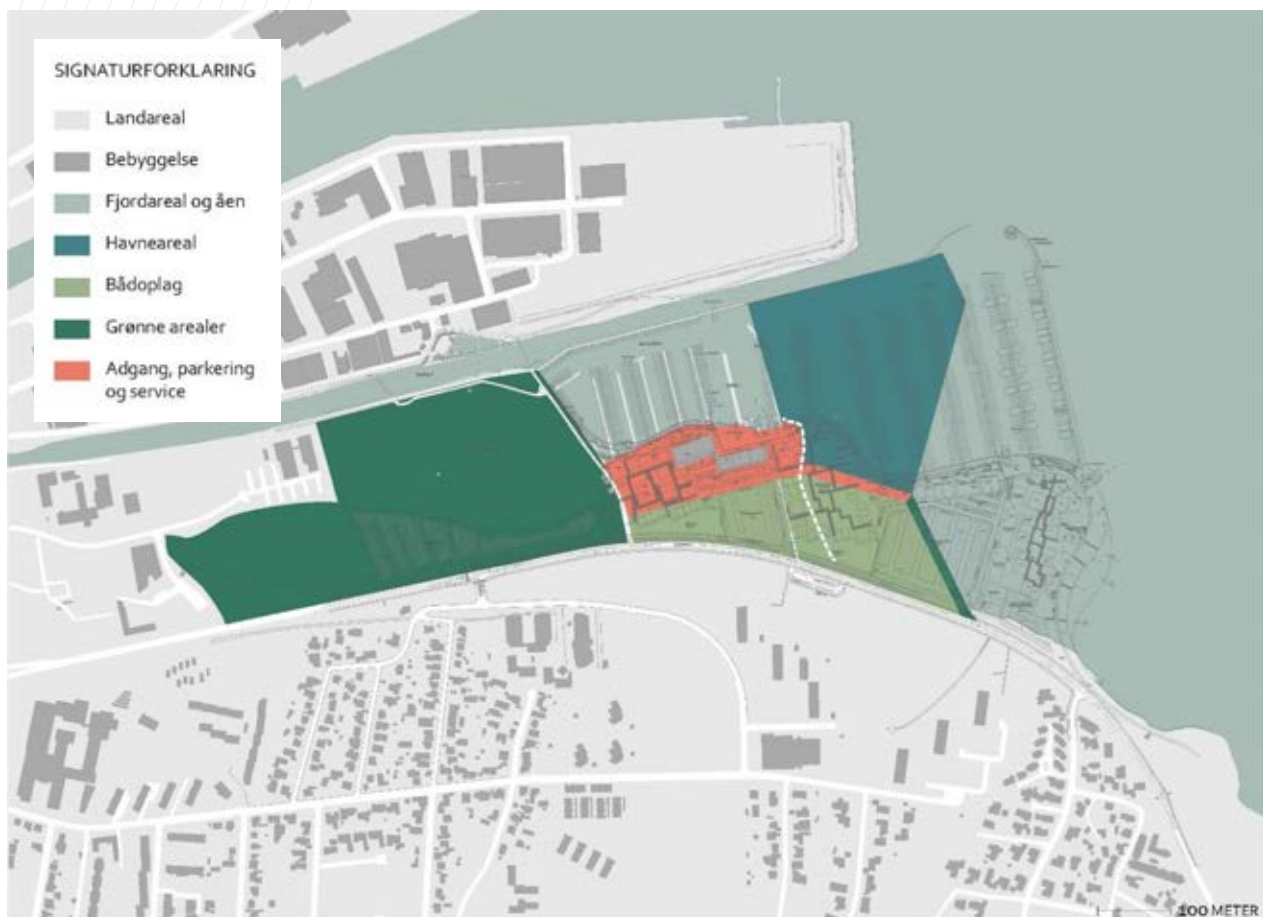 SIGNATURFORKLARING
Landareal
Bebyggelse
Fjordareal og åen
Havneareal
Bådoplag
Grønne arealer
Adgang, parkering
og service
100 METER